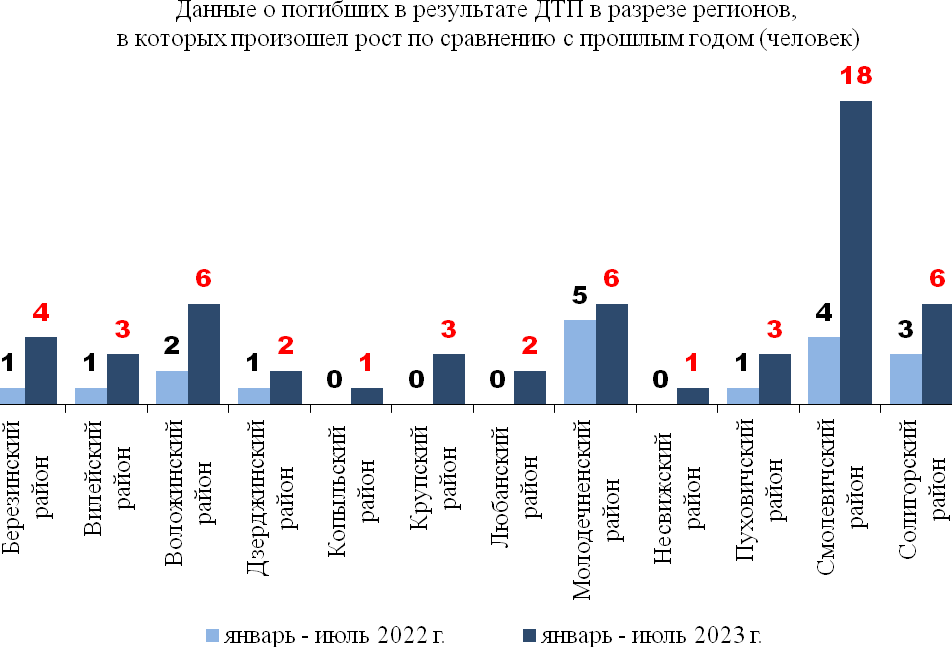 Данные о погибших в результате ДТП в разрезе регионов,
в которых произошел рост по сравнению с прошлым годом (человек)
1
4
1
3
2
6
1
2
0
1
0
3
0
2
5
6
0
1
1
3
4
18
3
6
Березинский
район
Вилейский
район
Воложинский
район
Дзерджинский
район
Копыльский
район
Крупский
район
Любанский
район
Молодечненский
район
Несвижский
район
Пуховичский
район
Смолевичский
район
Солигорский
район
январь - июль 2022 г.
январь - июль 2023 г.